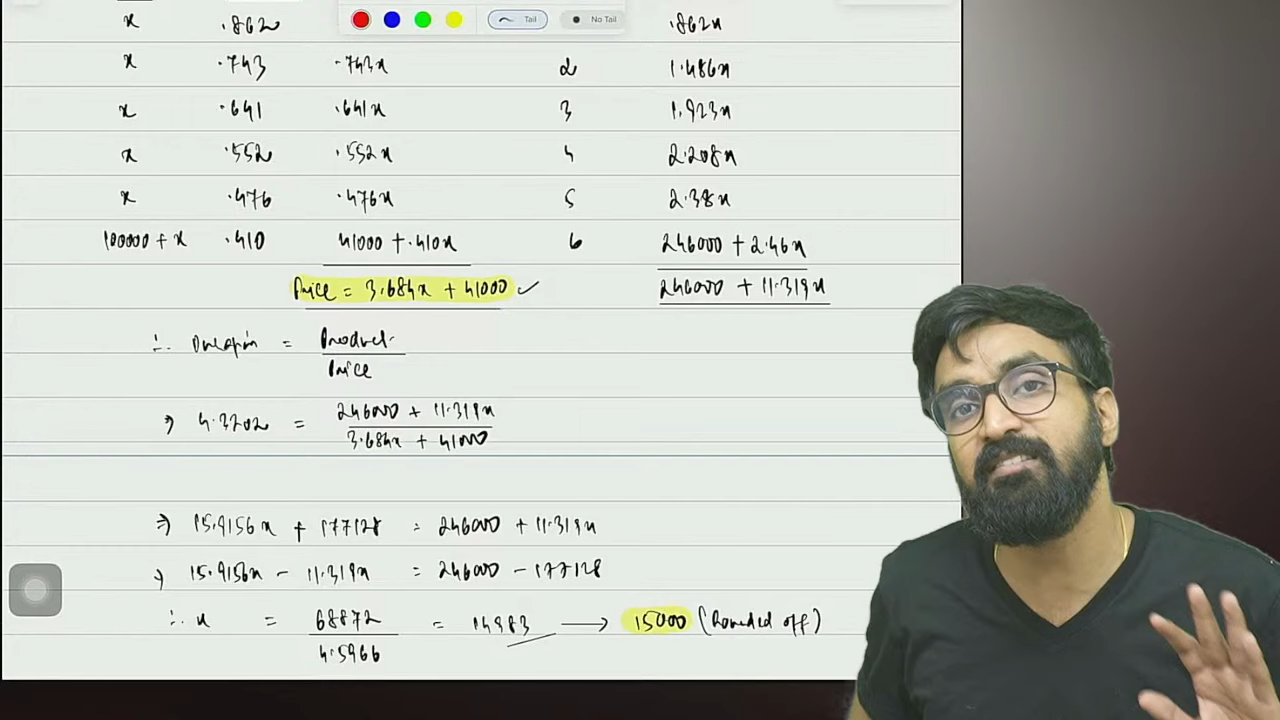 Tail No Tail
x .862 .862x
x .743 .743x 2 1.486x
x .641 .641x 3 1.923x
x .552 .552x 4 2.208x
x .476 .476x 5 2.38x
100000 + x .410 41000 + .410x 6 246000 + 2.46x
Price = 3.684x + 41000 ✓ 246000 + 11.319x
∴ Duration = Product
Price
⇒ 4.3202 = 246000 + 11.319x
3.684x + 41000
⇒ 15.9156x + 177128 = 246000 + 11.319x
⇒ 15.9156x - 11.319x = 246000 - 177128
∴ x = 68872 = 14983 → 15000 (Rounded off)
4.5966